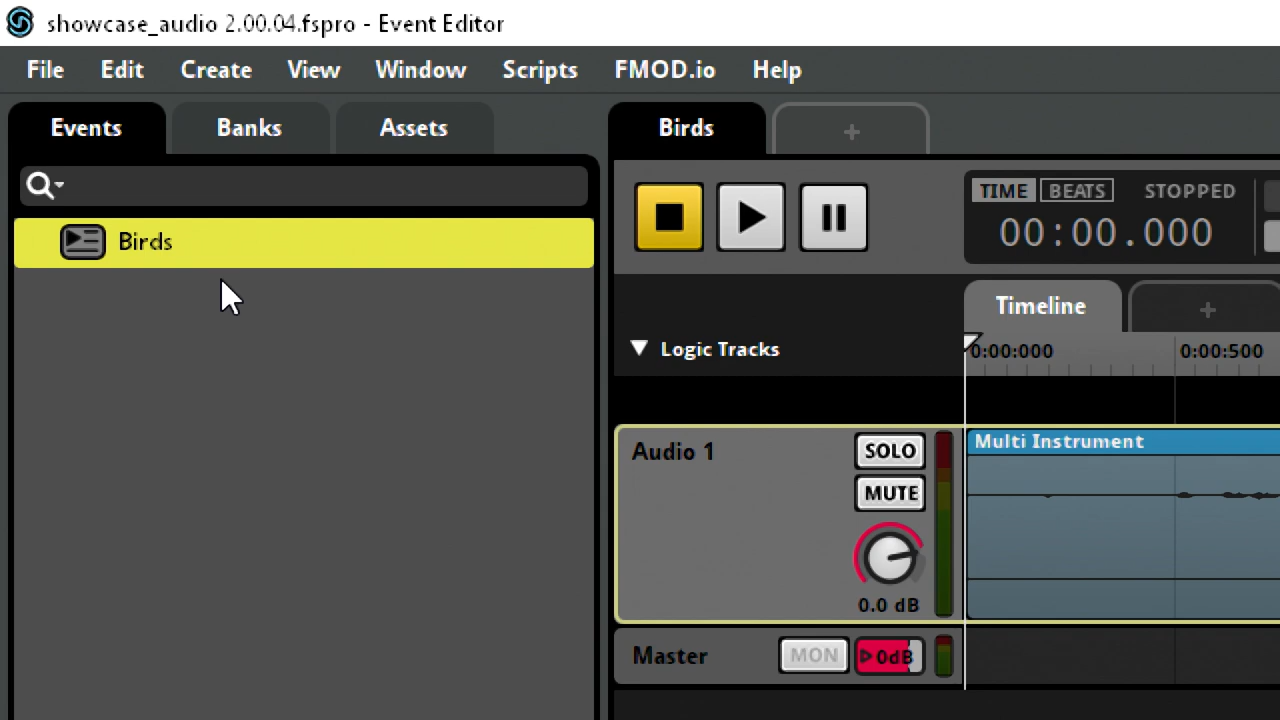 showcase_audio 2.00.04.fspro - Event Editor
File Edit Create View Window Scripts FMOD.io Help
Events Banks Assets
Birds +
TIME BEATS STOPPED
00:00.000
Birds
Timeline +
Logic Tracks
0:00:000 0:00:500
Audio 1 SOLO
MUTE
0.0 dB
Multi Instrument
Master MON 0dB